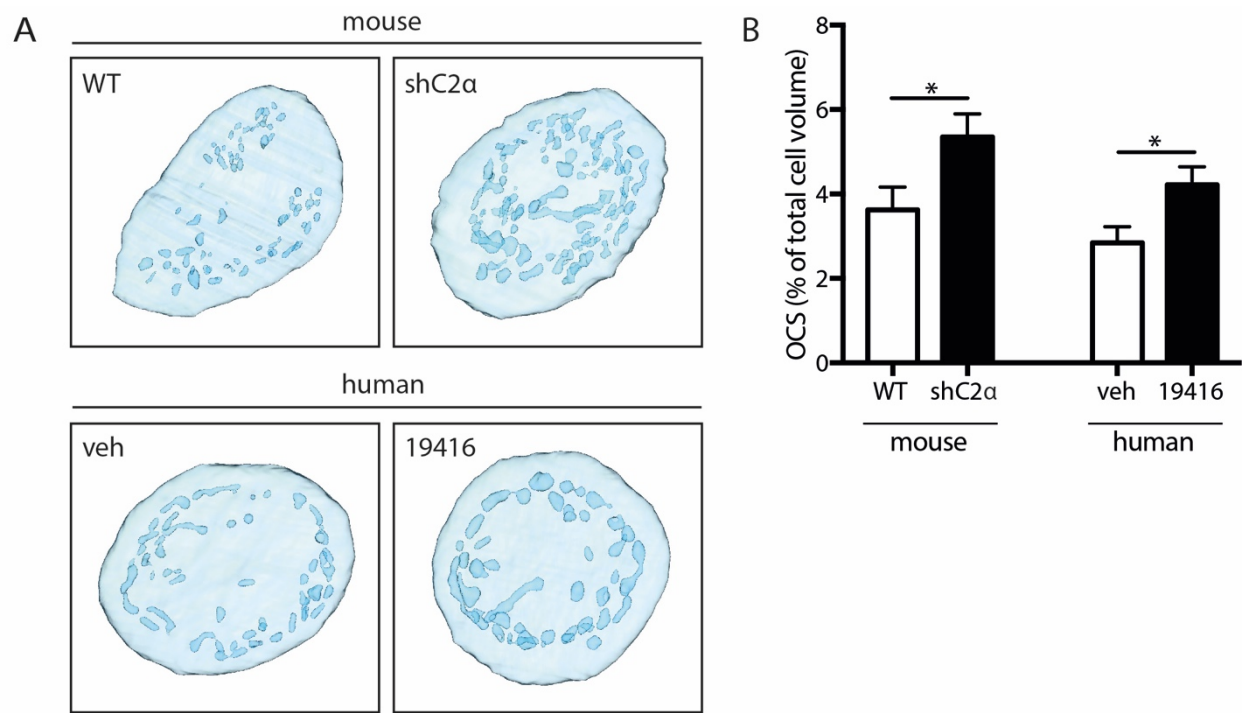 A
mouse
WT
shC2α
human
veh
19416
B
OCS (% of total cell volume)
8
6
4
2
0
*
*
WT shC2α veh 19416
mouse human